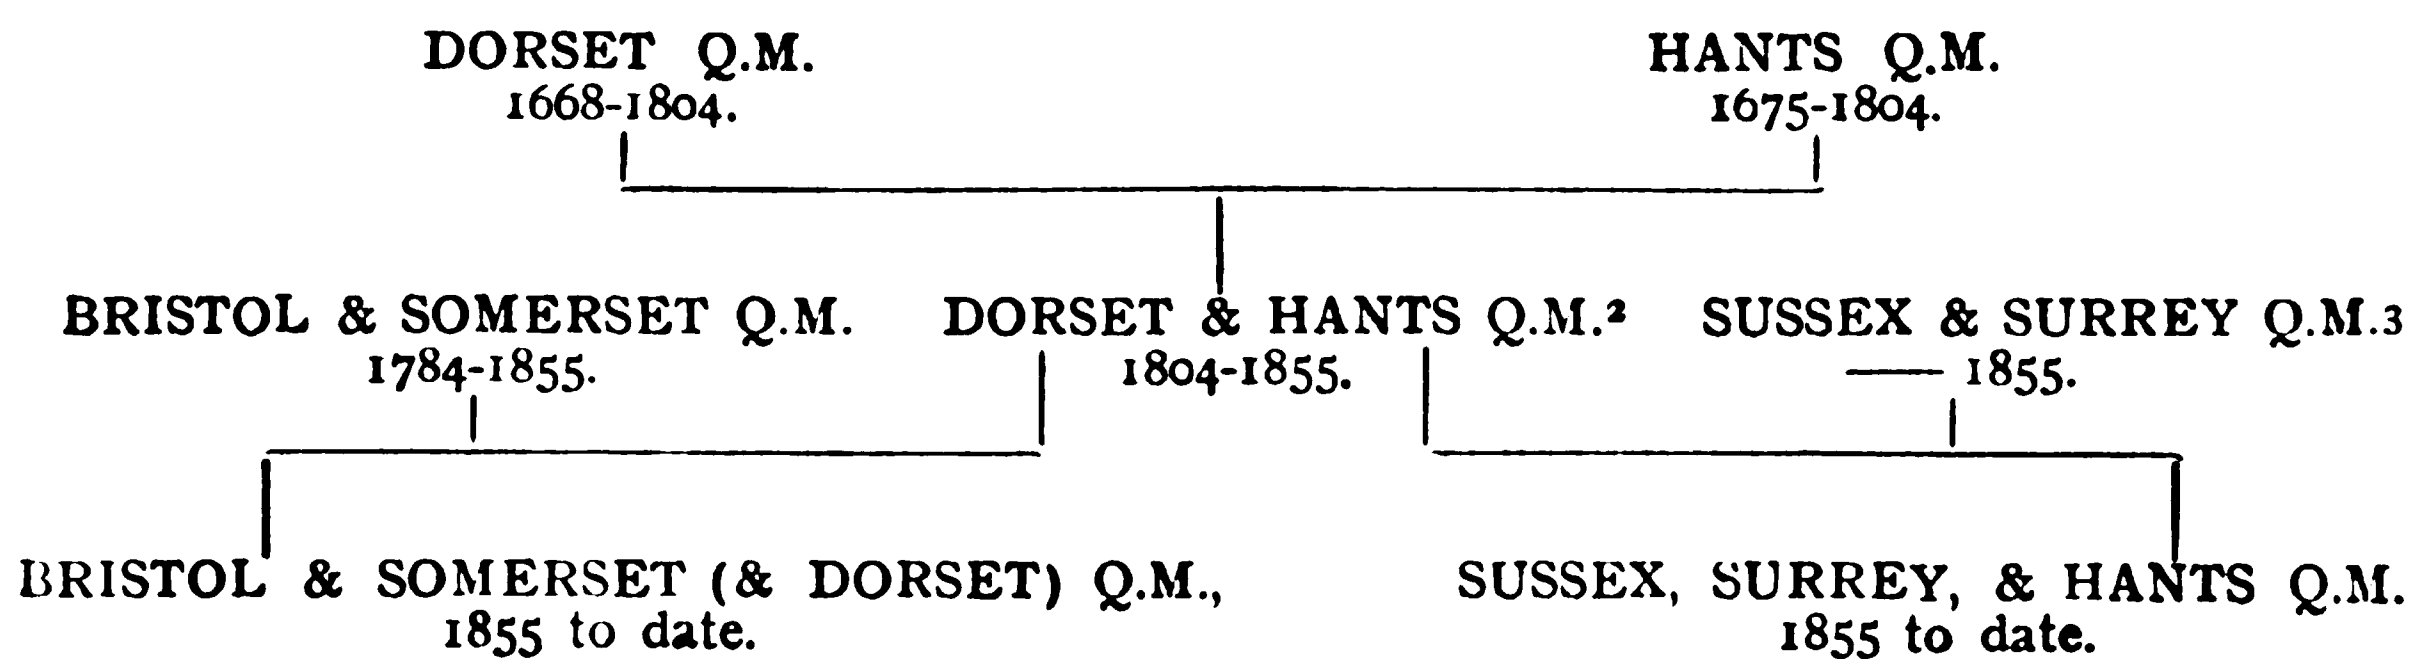 DORSET Q.M. HANTS Q.M.
1668-1804. 1675-1804.
BRISTOL & SOMERSET Q.M. DORSET & HANTS Q.M.² SUSSEX & SURREY Q.M.3
1784-1855. 1804-1855. —— 1855.
BRISTOL & SOMERSET (& DORSET) Q.M., SUSSEX, SURREY, & HANTS Q.M.
1855 to date. 1855 to date.